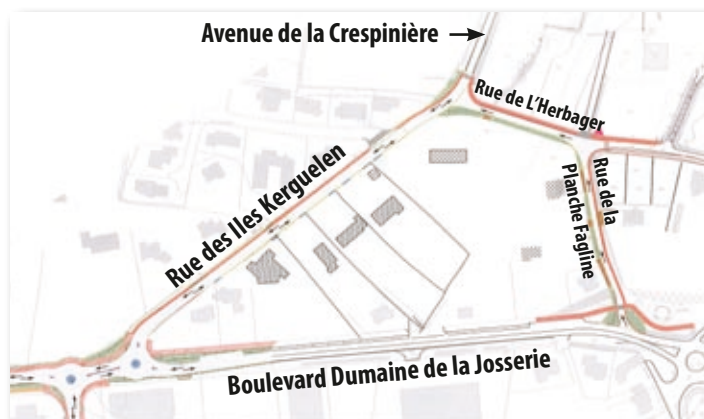 Avenue de la Crespinière
Rue de L'Herbager
Rue des Iles Kerguelen
Rue de la
Planche Fagline
Boulevard Dumaine de la Josserie